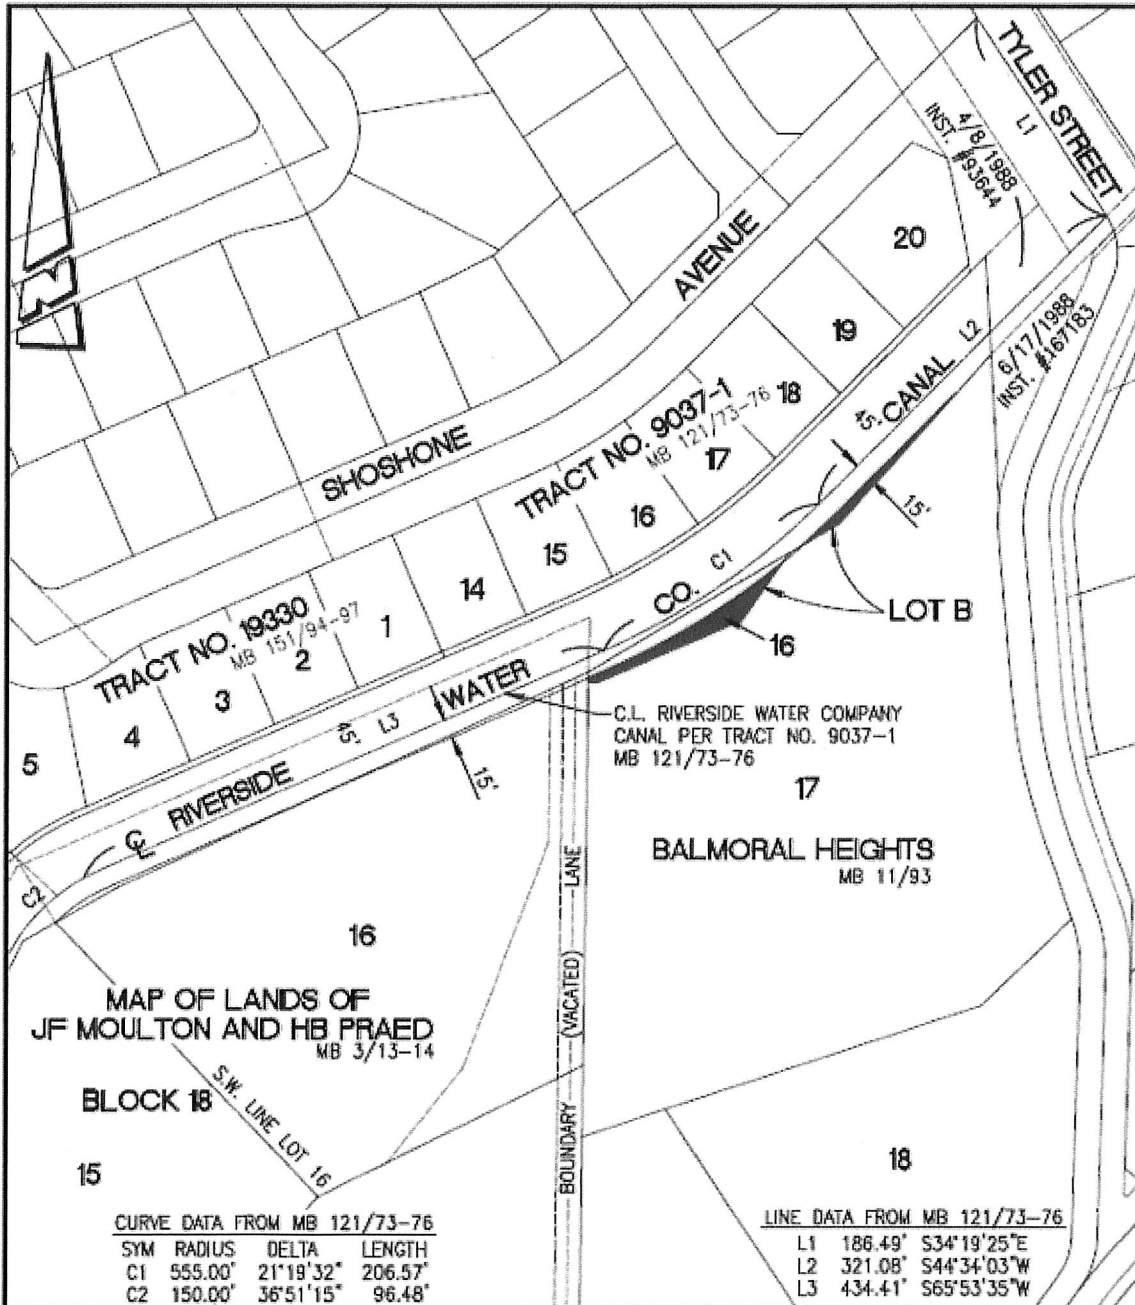 TYLER STREET
L1
4/8/1988
INST. #93644
20
AVENUE
19
L2
6/17/1988
INST. #167183
CANAL
45'
18
TRACT NO. 9037-1
MB 121/73-76
17
SHOSHONE
16
15'
15
C1
CO.
LOT B
14
16
TRACT NO. 19330
MB 151/94-97
1
2
3
4
5
WATER
L3
45'
C.L. RIVERSIDE WATER COMPANY
CANAL PER TRACT NO. 9037-1
MB 121/73-76
15'
17
RIVERSIDE
CL
BALMORAL HEIGHTS
MB 11/93
C2
16
BOUNDARY (VACATED) LANE
MAP OF LANDS OF
JF MOULTON AND HB PRAED
MB 3/13-14
S.W. LINE LOT 16
BLOCK 18
15
18
N
CURVE DATA FROM MB 121/73-76
SYM RADIUS DELTA LENGTH
C1 555.00' 21°19'32" 206.57'
C2 150.00' 36°51'15" 96.48'
LINE DATA FROM MB 121/73-76
L1 186.49' S34°19'25"E
L2 321.08' S44°34'03"W
L3 434.41' S65°53'35"W